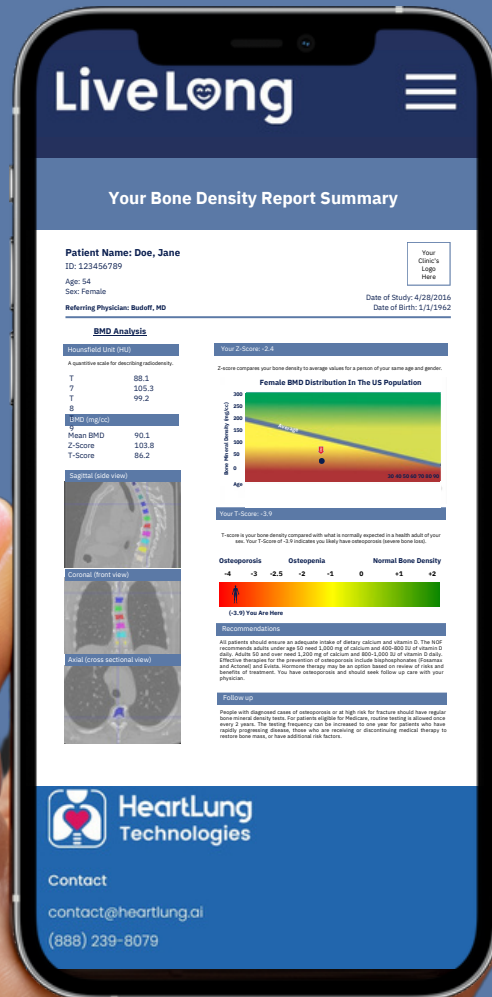 LiveLong
Your Bone Density Report Summary
Patient Name: Doe, Jane
ID: 123456789
Age: 54
Sex: Female
Referring Physician: Budoff, MD
Your
Clinic's
Logo
Here
Date of Study: 4/28/2016
Date of Birth: 1/1/1962
BMD Analysis
Hounsfield Unit (HU)
A quantitive scale for describing radiodensity.
T 88.1
7 105.3
T 99.2
8
BMD (mg/cc)
9
Mean BMD 90.1
Z-Score 103.8
T-Score 86.2
Sagittal (side view)
Coronal (front view)
Axial (cross sectional view)
Your Z-Score: -2.4
Z-score compares your bone density to average values for a person of your same age and gender.
Female BMD Distribution In The US Population
Bone Mineral Density (mg/cc)
300
250
200
150
100
50
0
Average
Age
20 30 40 50 60 70 80 90
Your T-Score: -3.9
T-score is your bone density compared with what is normally expected in a health adult of your
sex. Your T-Score of -3.9 indicates you likely have osteoporosis (severe bone loss).
Osteoporosis Osteopenia Normal Bone Density
-4 -3 -2.5 -2 -1 0 +1 +2
(-3.9) You Are Here
Recommendations
All patients should ensure an adequate intake of dietary calcium and vitamin D. The NOF
recommends adults under age 50 need 1,000 mg of calcium and 400-800 IU of vitamin D
daily. Adults 50 and over need 1,200 mg of calcium and 800-1,000 IU of vitamin D daily.
Effective therapies for the prevention of osteoporosis include bisphosphonates (Fosamax
and Actonel) and Evista. Hormone therapy may be an option based on review of risks and
benefits of treatment. You have osteoporosis and should seek follow up care with your
physician.
Follow up
People with diagnosed cases of osteoporosis or at high risk for fracture should have regular
bone mineral density tests. For patients eligible for Medicare, routine testing is allowed once
every 2 years. The testing frequency can be increased to one year for patients who have
rapidly progressing disease, those who are receiving or discontinuing medical therapy to
restore bone mass, or have additional risk factors.
HeartLung
Technologies
Contact
contact@heartlung.ai
(888) 239-8079